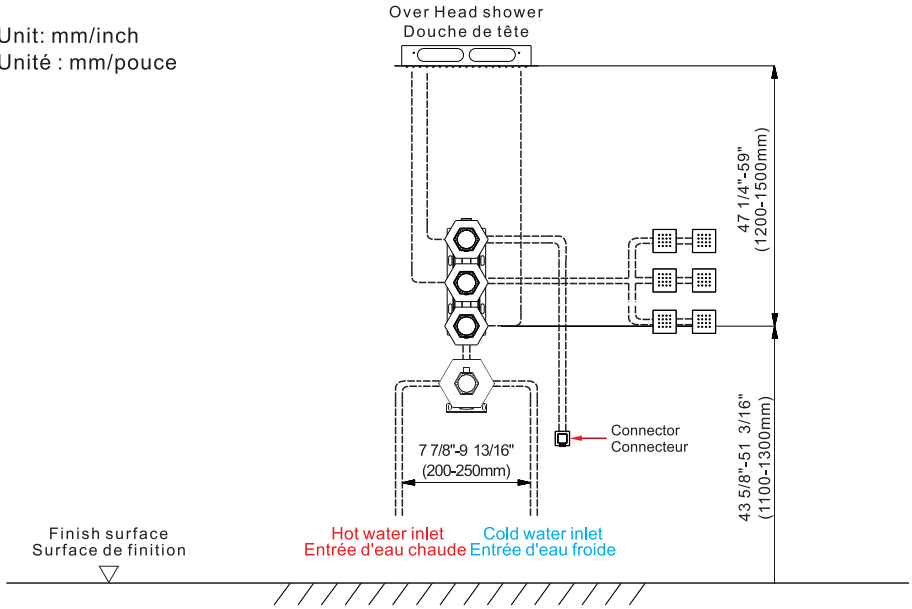 Over Head shower
Douche de tête
Unit: mm/inch
Unité : mm/pouce
47 1/4"-59"
(1200-1500mm)
Connector
Connecteur
7 7/8"-9 13/16"
(200-250mm)
43 5/8"-51 3/16"
(1100-1300mm)
Hot water inlet
Entrée d'eau chaude
Cold water inlet
Entrée d'eau froide
Finish surface
Surface de finition